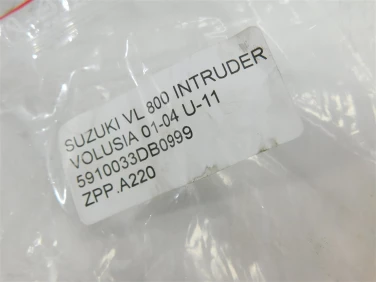 SUZUKI VL 800 INTRUDER
VOLUSIA 01-04 U-11
5910033DB0999
ZPP.A220